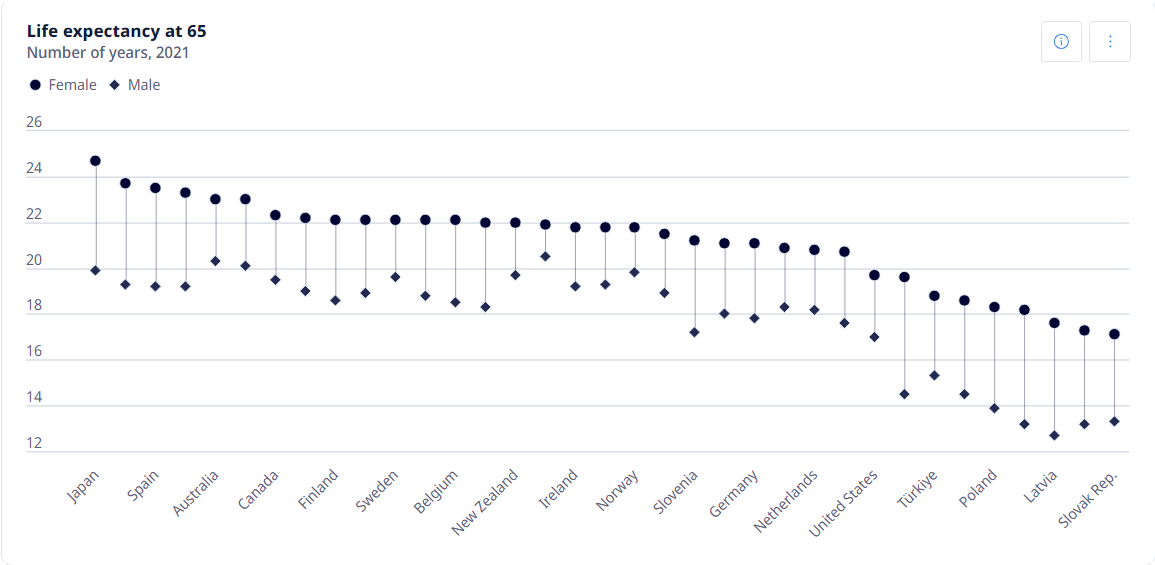 Life expectancy at 65
Number of years, 2021
Female Male
26
24
22
20
18
16
14
12
Japan Spain Australia Canada Finland Sweden Belgium New Zealand Ireland Norway Slovenia Germany Netherlands United States Türkiye Poland Latvia Slovak Rep.